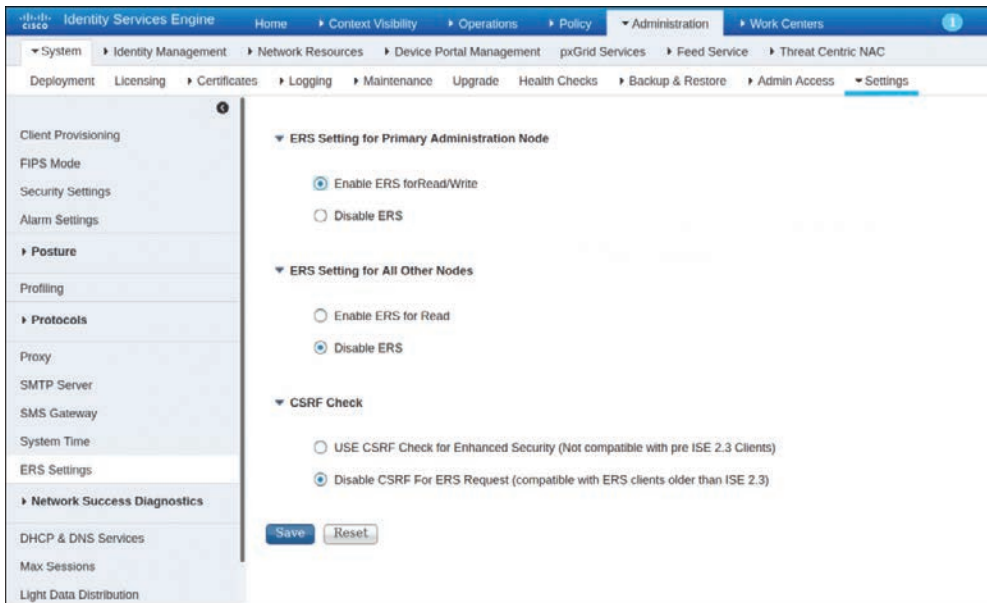 CISCO Identity Services Engine Home Context Visibility Operations Policy Administration Work Centers 1
System Identity Management Network Resources Device Portal Management pxGrid Services Feed Service Threat Centric NAC
Deployment Licensing Certificates Logging Maintenance Upgrade Health Checks Backup & Restore Admin Access Settings
Client Provisioning
FIPS Mode
Security Settings
Alarm Settings
Posture
Profiling
Protocols
Proxy
SMTP Server
SMS Gateway
System Time
ERS Settings
Network Success Diagnostics
DHCP & DNS Services
Max Sessions
Light Data Distribution
ERS Setting for Primary Administration Node
Enable ERS forRead/Write
Disable ERS
ERS Setting for All Other Nodes
Enable ERS for Read
Disable ERS
CSRF Check
USE CSRF Check for Enhanced Security (Not compatible with pre ISE 2.3 Clients)
Disable CSRF For ERS Request (compatible with ERS clients older than ISE 2.3)
Save Reset